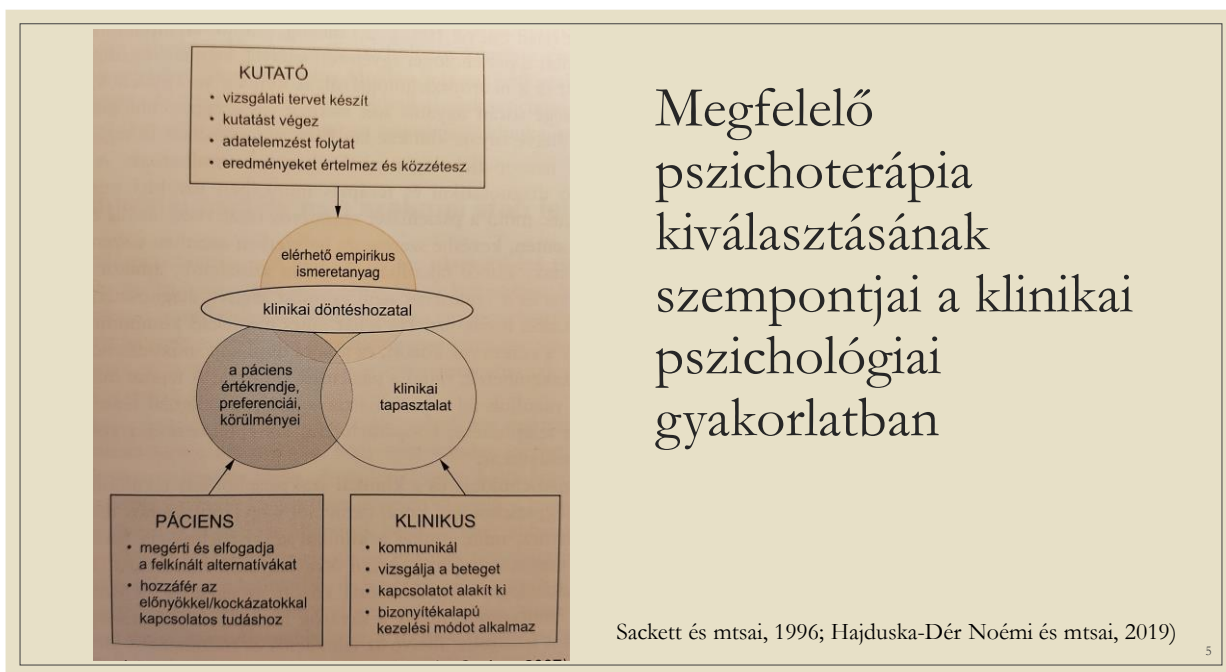 KUTATÓ
• vizsgálati tervet készít
• kutatást végez
• adatelemzést folytat
• eredményeket értelmez és közzétesz
elérhető empirikus
ismeretanyag
klinikai döntéshozatal
a páciens
értékrendje,
preferenciái,
körülményei
klinikai
tapasztalat
PÁCIENS
• megérti és elfogadja
a felkínált alternatívákat
• hozzáfér az
előnyökkel/kockázatokkal
kapcsolatos tudáshoz
KLINIKUS
• kommunikál
• vizsgálja a beteget
• kapcsolatot alakít ki
• bizonyítékalapú
kezelési módot alkalmaz
Megfelelő
pszichoterápia
kiválasztásának
szempontjai a klinikai
pszichológiai
gyakorlatban
Sackett és mtsai, 1996; Hajduska-Dér Noémi és mtsai, 2019)
5